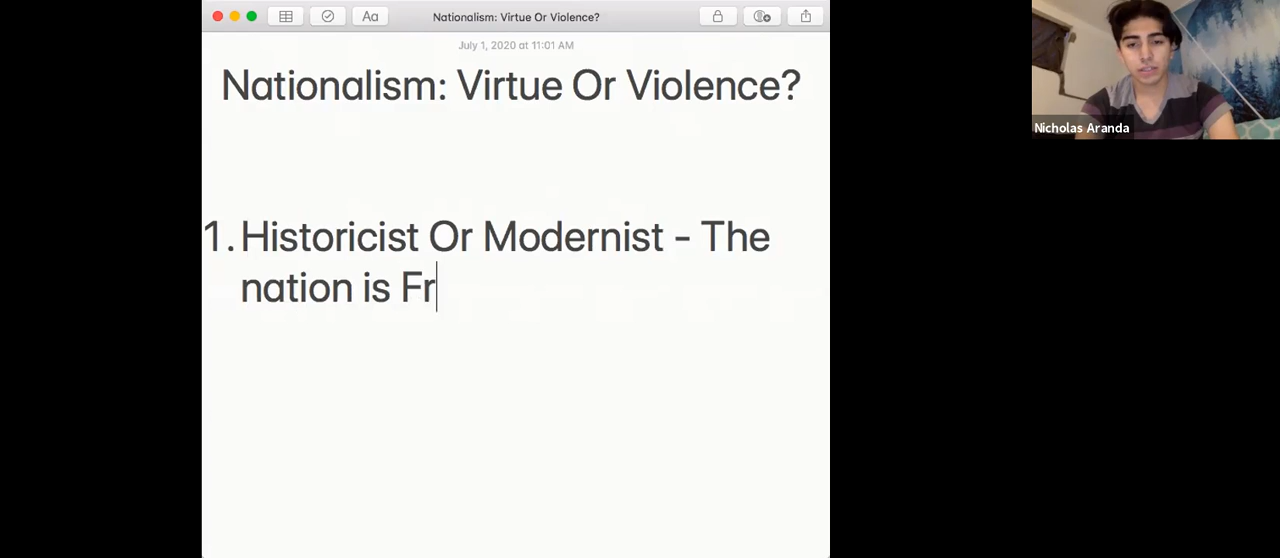 Aa
Nationalism: Virtue Or Violence?
July 1, 2020 at 11:01 AM
Nationalism: Virtue Or Violence?
1. Historicist Or Modernist - The
nation is Fr
Nicholas Aranda